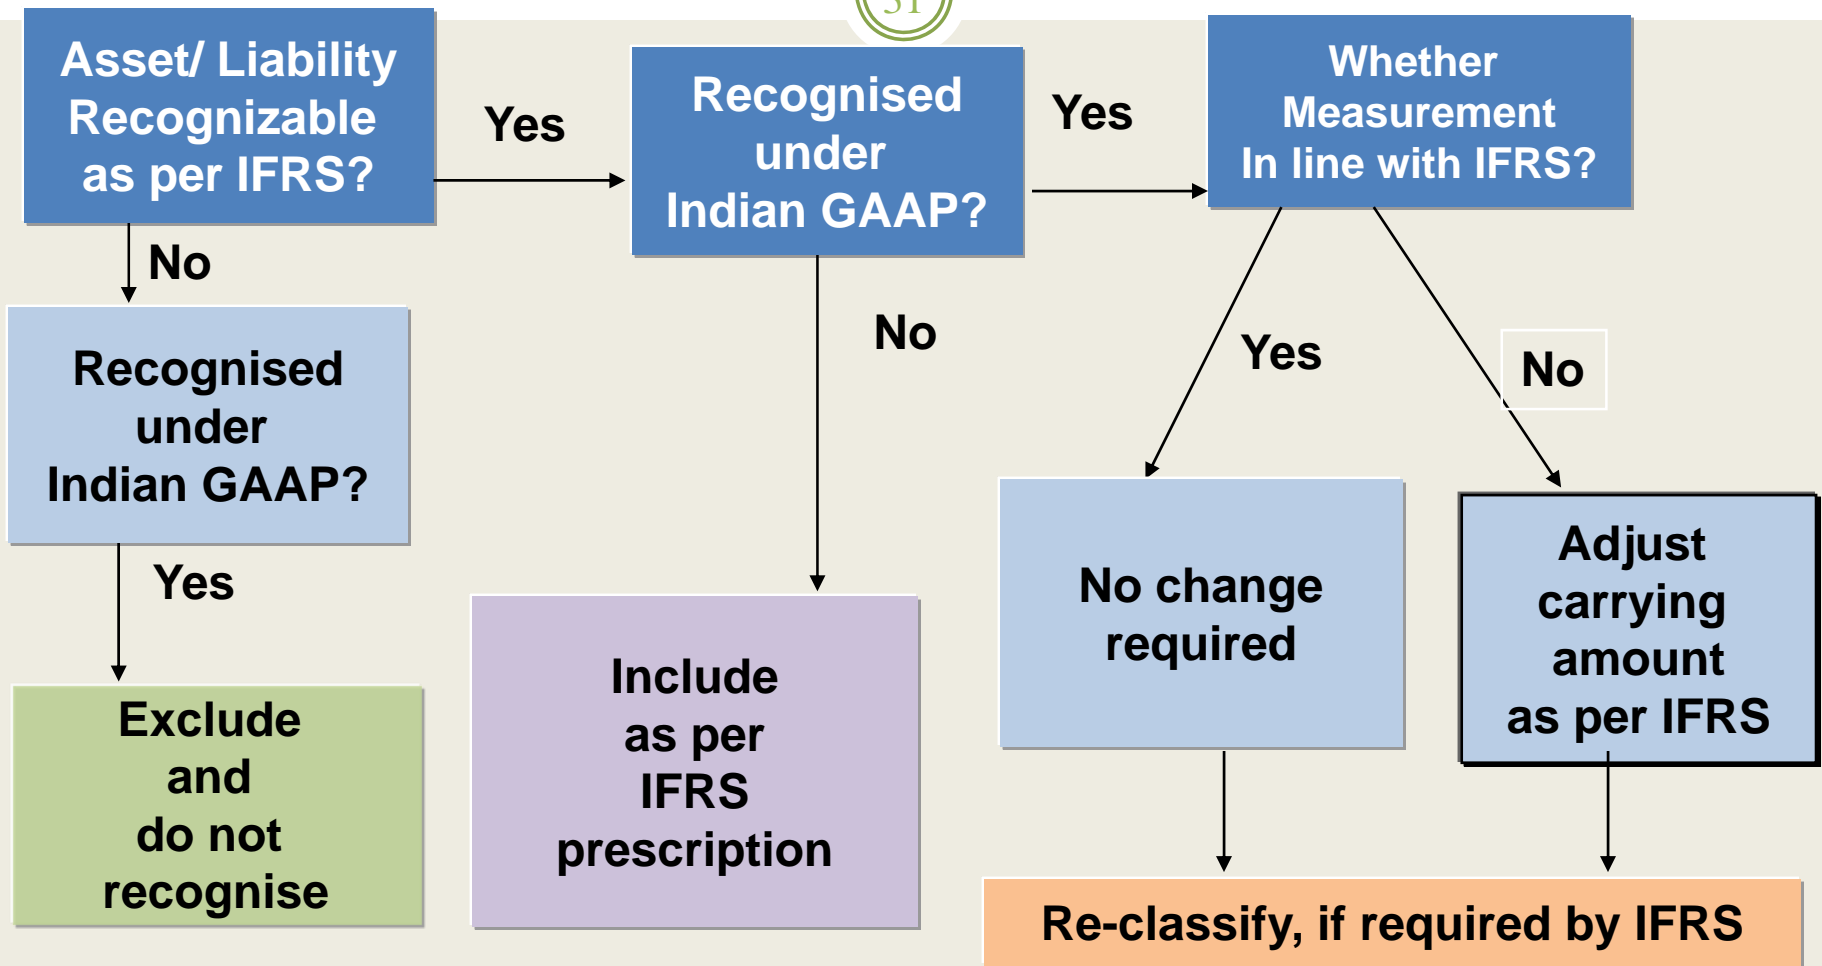 31
Asset/ Liability
Recognizable
as per IFRS?
Yes
Recognised
under
Indian GAAP?
Yes
Whether
Measurement
In line with IFRS?
No
Recognised
under
Indian GAAP?
No
Yes
No
Yes
Exclude
and
do not
recognise
Include
as per
IFRS
prescription
No change
required
Adjust
carrying
amount
as per IFRS
Re-classify, if required by IFRS